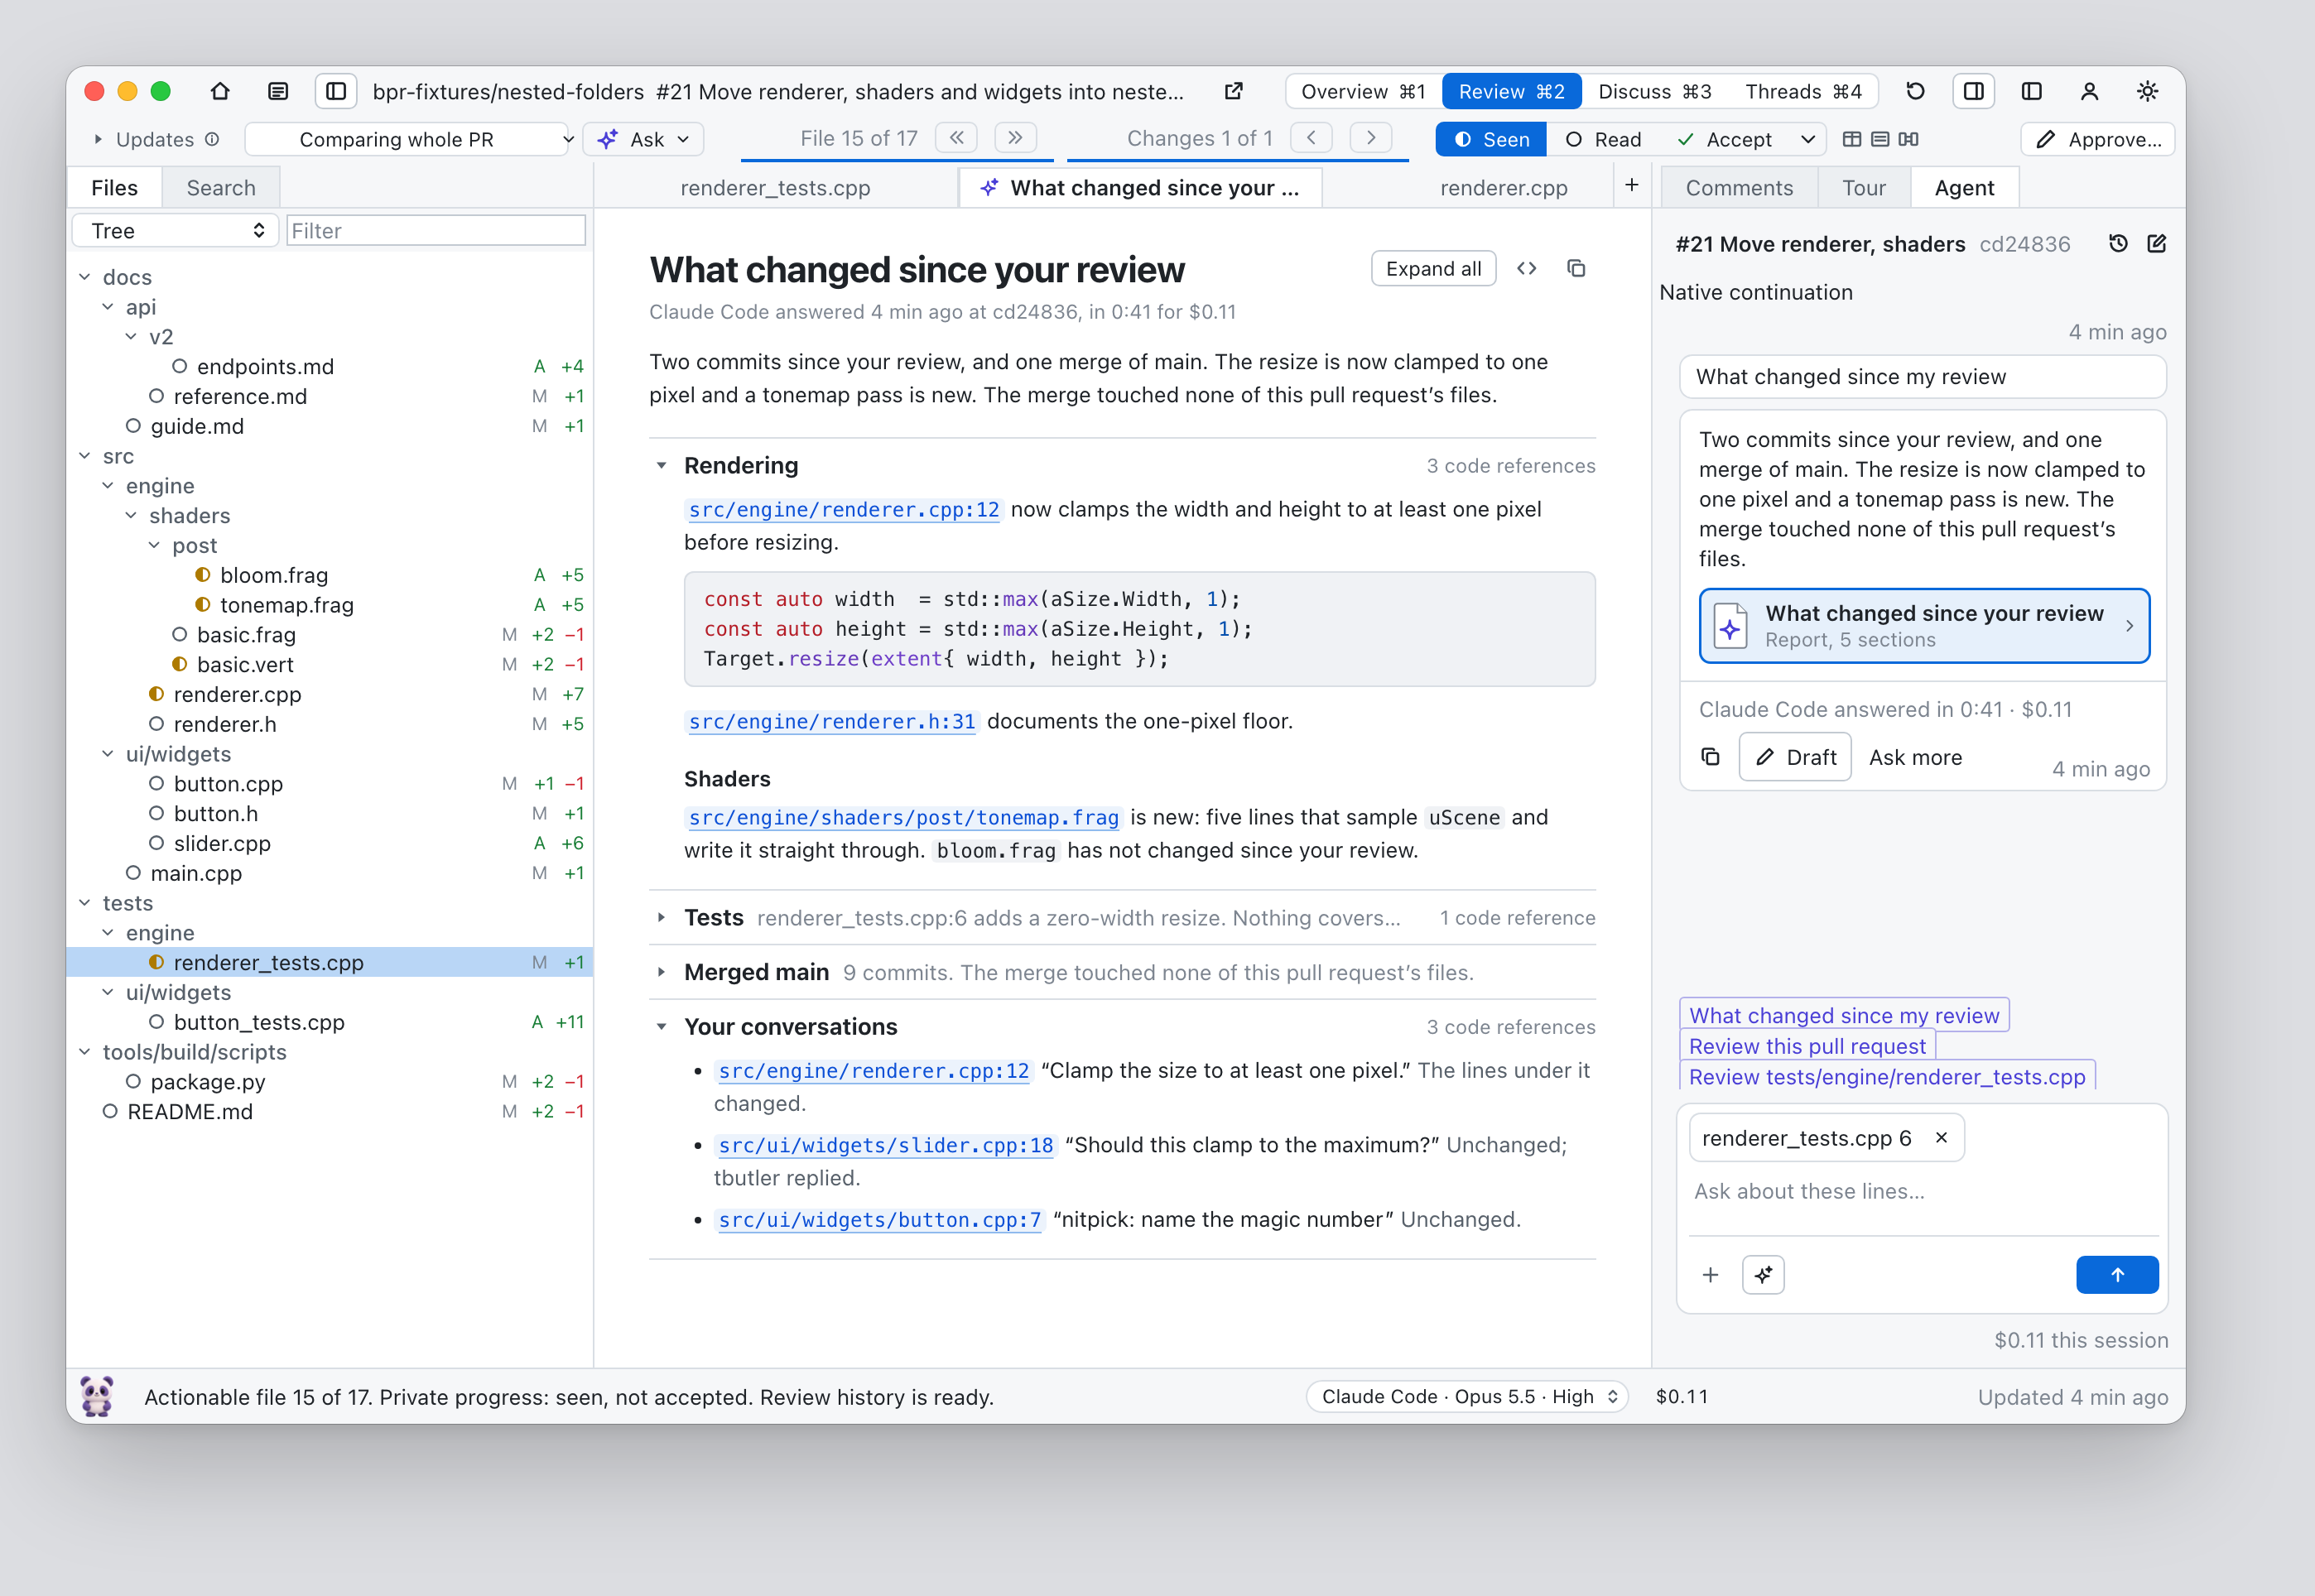 bpr-fixtures/nested-folders #21 Move renderer, shaders and widgets into neste...
Overview ⌘1
Review ⌘2
Discuss ⌘3
Threads ⌘4
Updates
Comparing whole PR
Ask
File 15 of 17
Changes 1 of 1
Seen
Read
Accept
Approve...
Files
Search
renderer_tests.cpp
What changed since your ...
renderer.cpp
+
Comments
Tour
Agent
Tree
Filter
docs
api
v2
endpoints.md A +4
reference.md M +1
guide.md M +1
src
engine
shaders
post
bloom.frag A +5
tonemap.frag A +5
basic.frag M +2 −1
basic.vert M +2 −1
renderer.cpp M +7
renderer.h M +5
ui/widgets
button.cpp M +1 −1
button.h M +1
slider.cpp A +6
main.cpp M +1
tests
engine
renderer_tests.cpp M +1
ui/widgets
button_tests.cpp A +11
tools/build/scripts
package.py M +2 −1
README.md M +2 −1
What changed since your review
Expand all
Claude Code answered 4 min ago at cd24836, in 0:41 for $0.11
Two commits since your review, and one merge of main. The resize is now clamped to one
pixel and a tonemap pass is new. The merge touched none of this pull request’s files.
Rendering
3 code references
src/engine/renderer.cpp:12 now clamps the width and height to at least one pixel
before resizing.
const auto width  = std::max(aSize.Width, 1);
const auto height = std::max(aSize.Height, 1);
Target.resize(extent{ width, height });
src/engine/renderer.h:31 documents the one-pixel floor.
Shaders
src/engine/shaders/post/tonemap.frag is new: five lines that sample uScene and
write it straight through. bloom.frag has not changed since your review.
Tests renderer_tests.cpp:6 adds a zero-width resize. Nothing covers... 1 code reference
Merged main 9 commits. The merge touched none of this pull request’s files.
Your conversations
3 code references
• src/engine/renderer.cpp:12 “Clamp the size to at least one pixel.” The lines under it
changed.
• src/ui/widgets/slider.cpp:18 “Should this clamp to the maximum?” Unchanged;
tbutler replied.
• src/ui/widgets/button.cpp:7 “nitpick: name the magic number” Unchanged.
#21 Move renderer, shaders cd24836
Native continuation
4 min ago
What changed since my review
Two commits since your review, and one
merge of main. The resize is now clamped to
one pixel and a tonemap pass is new. The
merge touched none of this pull request’s
files.
What changed since your review
Report, 5 sections
Claude Code answered in 0:41 · $0.11
Draft
Ask more
4 min ago
What changed since my review
Review this pull request
Review tests/engine/renderer_tests.cpp
renderer_tests.cpp 6 ×
Ask about these lines...
$0.11 this session
Actionable file 15 of 17. Private progress: seen, not accepted. Review history is ready.
Claude Code · Opus 5.5 · High
$0.11
Updated 4 min ago